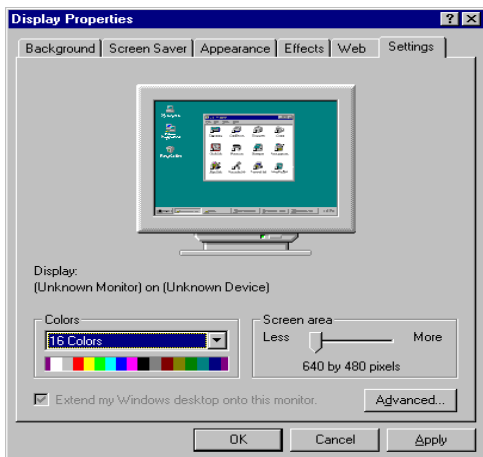 Display Properties
Background Screen Saver Appearance Effects Web Settings
Display:
(Unknown Monitor) on (Unknown Device)
Colors
16 Colors
Screen area
Less More
640 by 480 pixels
Extend my Windows desktop onto this monitor.
Advanced...
OK Cancel Apply